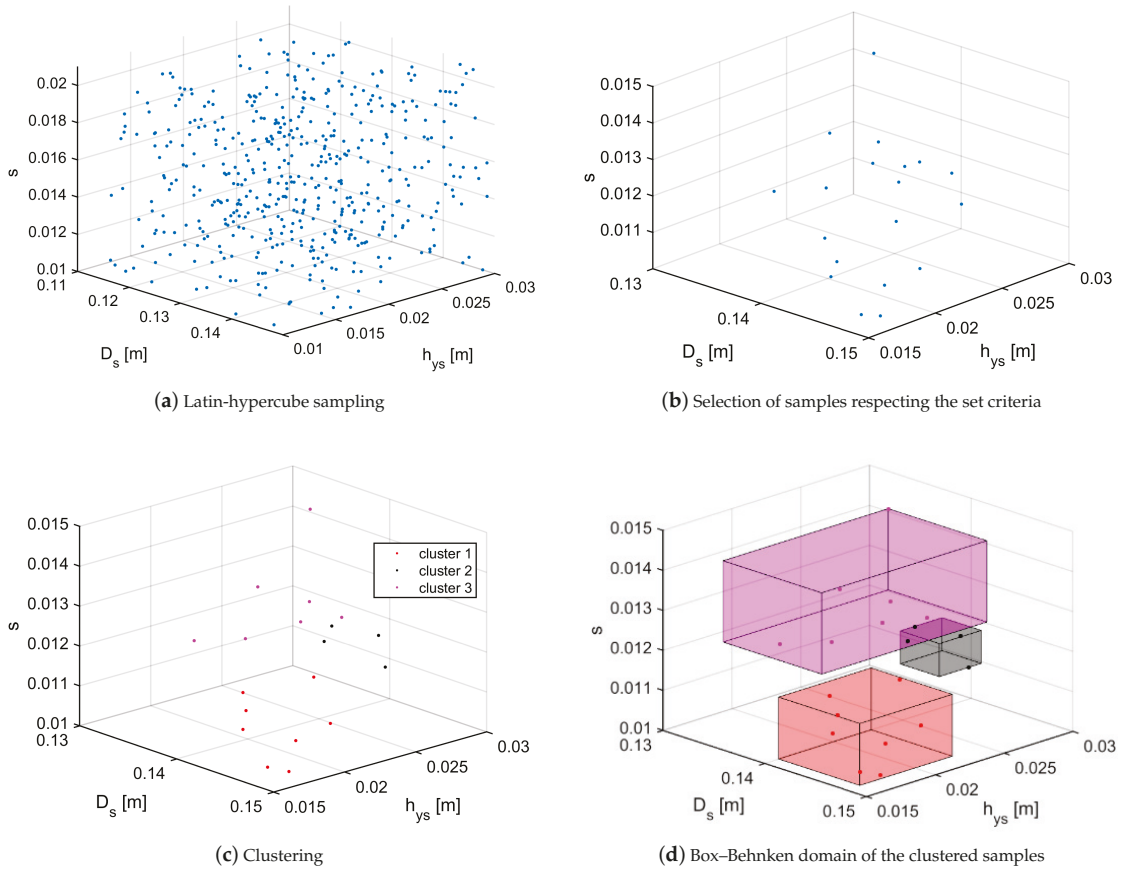 0.02
0.018
0.016
s
0.014
0.012
0.01
0.11
0.12
0.13
0.14
D_s [m]
0.01
0.015
0.02
0.025
0.03
h_ys [m]
(a) Latin-hypercube sampling
0.015
0.014
0.013
s
0.012
0.011
0.13
0.14
0.15
D_s [m]
0.015
0.02
0.025
0.03
h_ys [m]
(b) Selection of samples respecting the set criteria
0.015
0.014
0.013
s
0.012
0.011
0.01
0.13
0.14
0.15
D_s [m]
0.015
0.02
0.025
0.03
h_ys [m]
cluster 1
cluster 2
cluster 3
(c) Clustering
0.015
0.014
0.013
s
0.012
0.011
0.01
0.13
0.14
0.15
D_s [m]
0.015
0.02
0.025
0.03
h_ys [m]
(d) Box–Behnken domain of the clustered samples